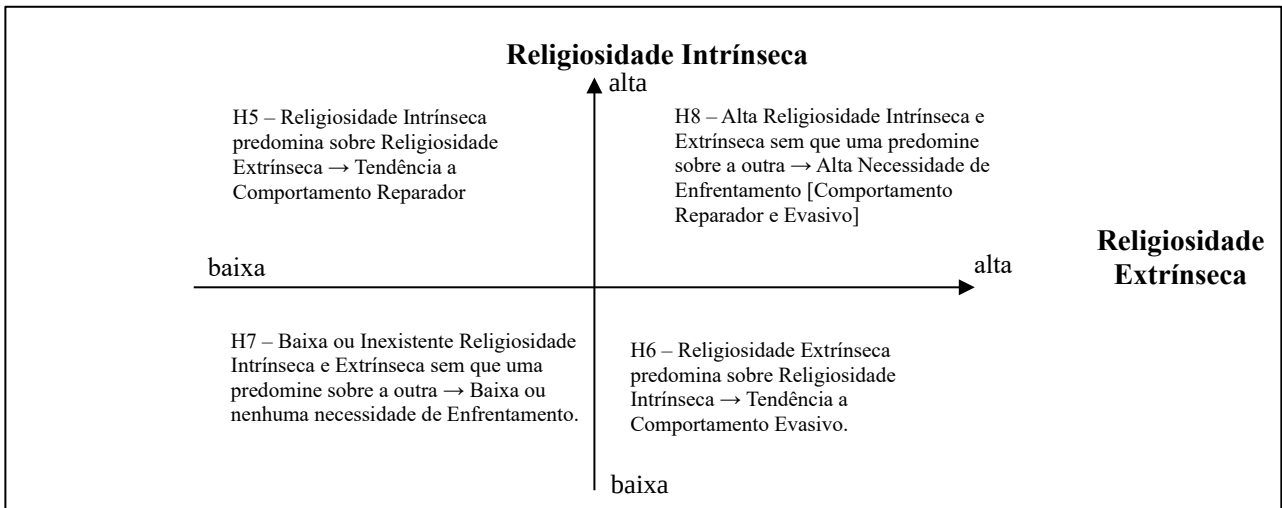 Religiosidade Intrínseca
alta
H5 – Religiosidade Intrínseca
predomina sobre Religiosidade
Extrínseca → Tendência a
Comportamento Reparador
H8 – Alta Religiosidade Intrínseca e
Extrínseca sem que uma predomine
sobre a outra → Alta Necessidade de
Enfrentamento [Comportamento
Reparador e Evasivo]
baixa
alta
Religiosidade
Extrínseca
H7 – Baixa ou Inexistente Religiosidade
Intrínseca e Extrínseca sem que uma
predomine sobre a outra → Baixa ou
nenhuma necessidade de Enfrentamento.
H6 – Religiosidade Extrínseca
predomina sobre Religiosidade
Intrínseca → Tendência a
Comportamento Evasivo.
baixa